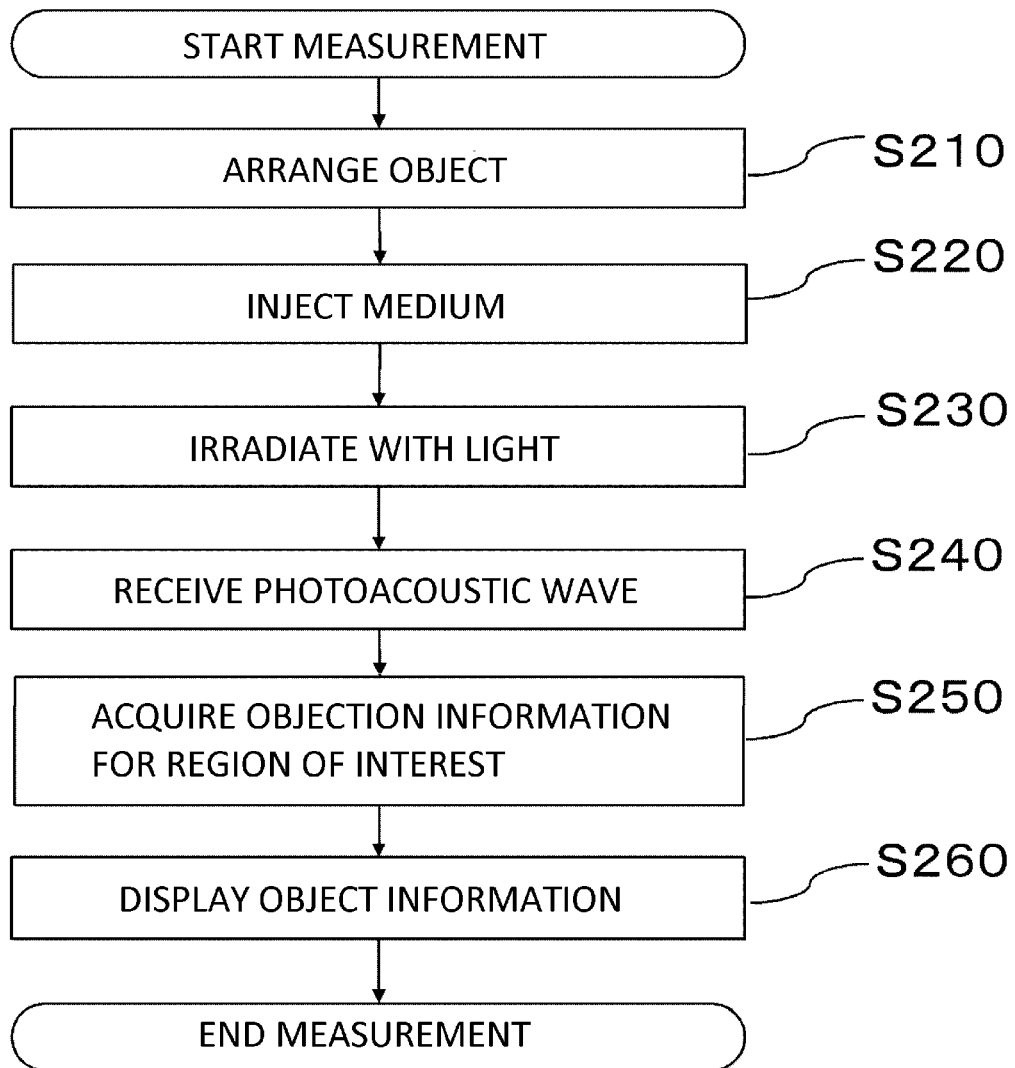 START MEASUREMENT
ARRANGE OBJECT
S210
INJECT MEDIUM
S220
IRRADIATE WITH LIGHT
S230
RECEIVE PHOTOACOUSTIC WAVE
S240
ACQUIRE OBJECTION INFORMATION
FOR REGION OF INTEREST
S250
DISPLAY OBJECT INFORMATION
S260
END MEASUREMENT